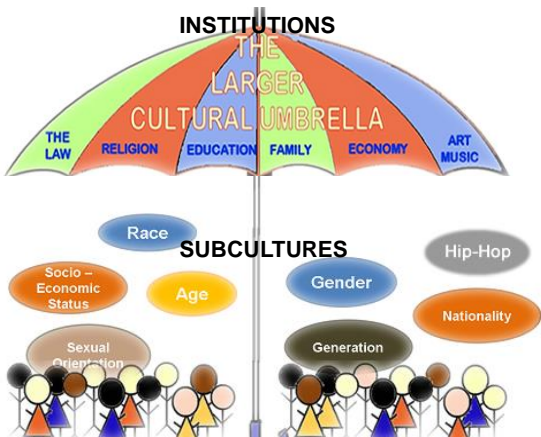 INSTITUTIONS
THE
LARGER
CULTURAL UMBRELLA
THE
LAW
RELIGION
EDUCATION
FAMILY
ECONOMY
ART
MUSIC
Race
SUBCULTURES
Hip-Hop
Socio –
Economic
Status
Age
Gender
Nationality
Sexual
Orientation
Generation